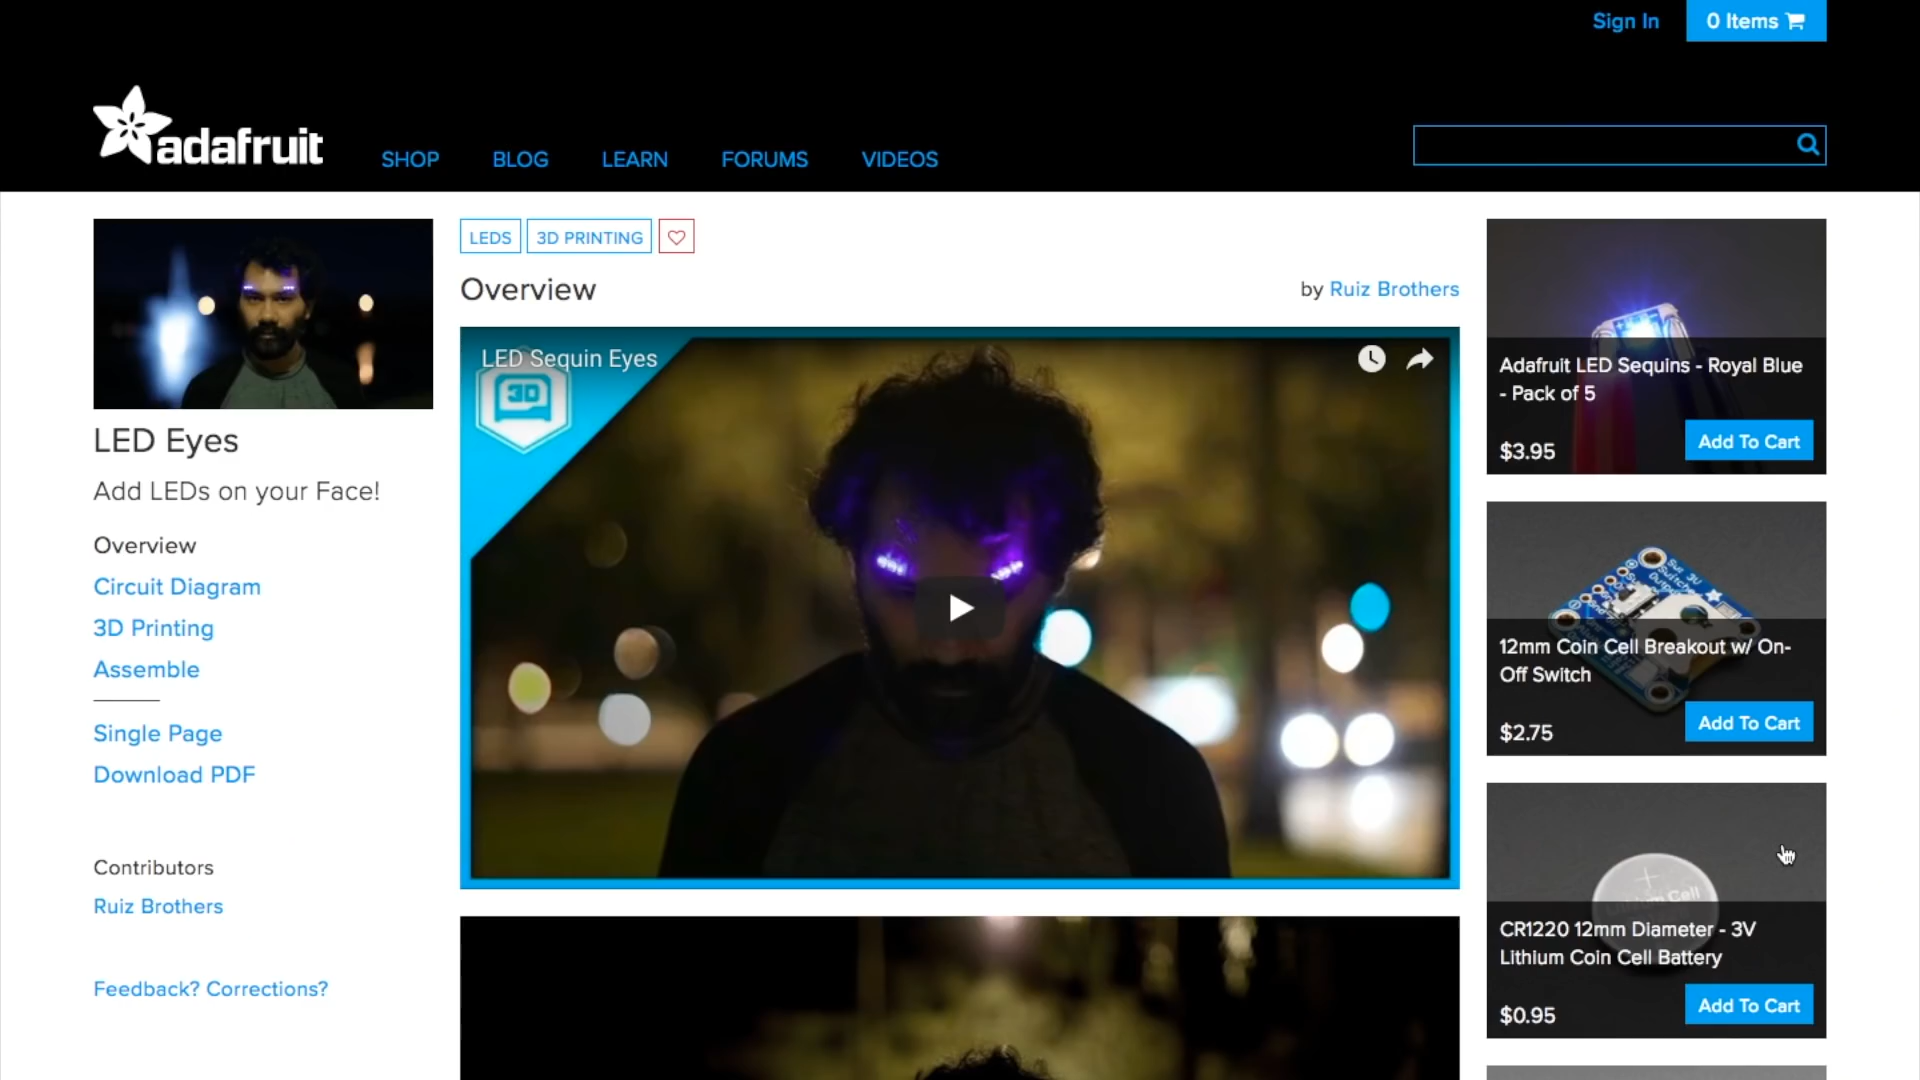 Sign In
0 Items
adafruit
SHOP
BLOG
LEARN
FORUMS
VIDEOS
LED Eyes
Add LEDs on your Face!
Overview
Circuit Diagram
3D Printing
Assemble
Single Page
Download PDF
Contributors
Ruiz Brothers
Feedback? Corrections?
LEDS
3D PRINTING
Overview
by Ruiz Brothers
LED Sequin Eyes
3D
Adafruit LED Sequins - Royal Blue
- Pack of 5
$3.95
Add To Cart
12mm Coin Cell Breakout w/ On-
Off Switch
$2.75
Add To Cart
CR1220 12mm Diameter - 3V
Lithium Coin Cell Battery
$0.95
Add To Cart